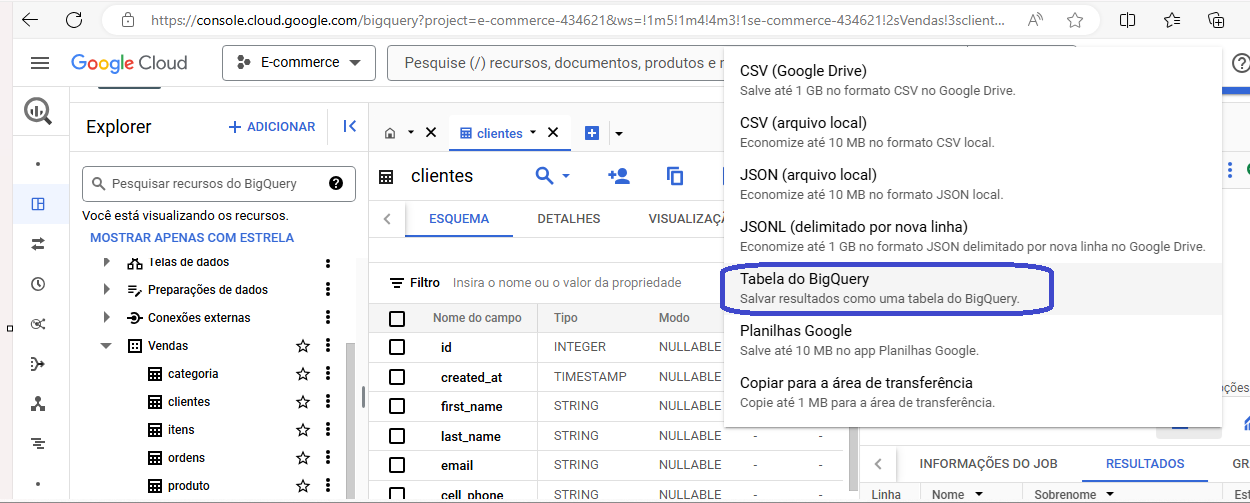 https://console.cloud.google.com/bigquery?project=e-commerce-434621&ws=!1m5!1m4!4m3!1se-commerce-434621!2sVendas!3sclient...
Google Cloud
E-commerce
Pesquise (/) recursos, documentos, produtos e
Explorer
+ ADICIONAR
Pesquisar recursos do BigQuery
Você está visualizando os recursos.
MOSTRAR APENAS COM ESTRELA
Telas de dados
Preparações de dados
Conexões externas
Vendas
categoria
clientes
itens
ordens
produto
clientes
clientes
ESQUEMA
DETALHES
VISUALIZAÇÃ
Filtro
Insira o nome ou o valor da propriedade
Nome do campo Tipo Modo
id INTEGER NULLABLE
created_at TIMESTAMP NULLABLE
first_name STRING NULLABLE
last_name STRING NULLABLE - -
email STRING NULLABLE - -
cell_phone STRING NULLABLE - -
CSV (Google Drive)
Salve até 1 GB no formato CSV no Google Drive.
CSV (arquivo local)
Economize até 10 MB no formato CSV local.
JSON (arquivo local)
Economize até 10 MB no formato JSON local.
JSONL (delimitado por nova linha)
Economize até 1 GB no formato JSON delimitado por nova linha no Google Drive.
Tabela do BigQuery
Salvar resultados como uma tabela do BigQuery.
Planilhas Google
Salve até 10 MB no app Planilhas Google.
Copiar para a área de transferência
Copie até 1 MB para a área de transferência.
INFORMAÇÕES DO JOB
RESULTADOS
GR
Linha Nome Sobrenome Est